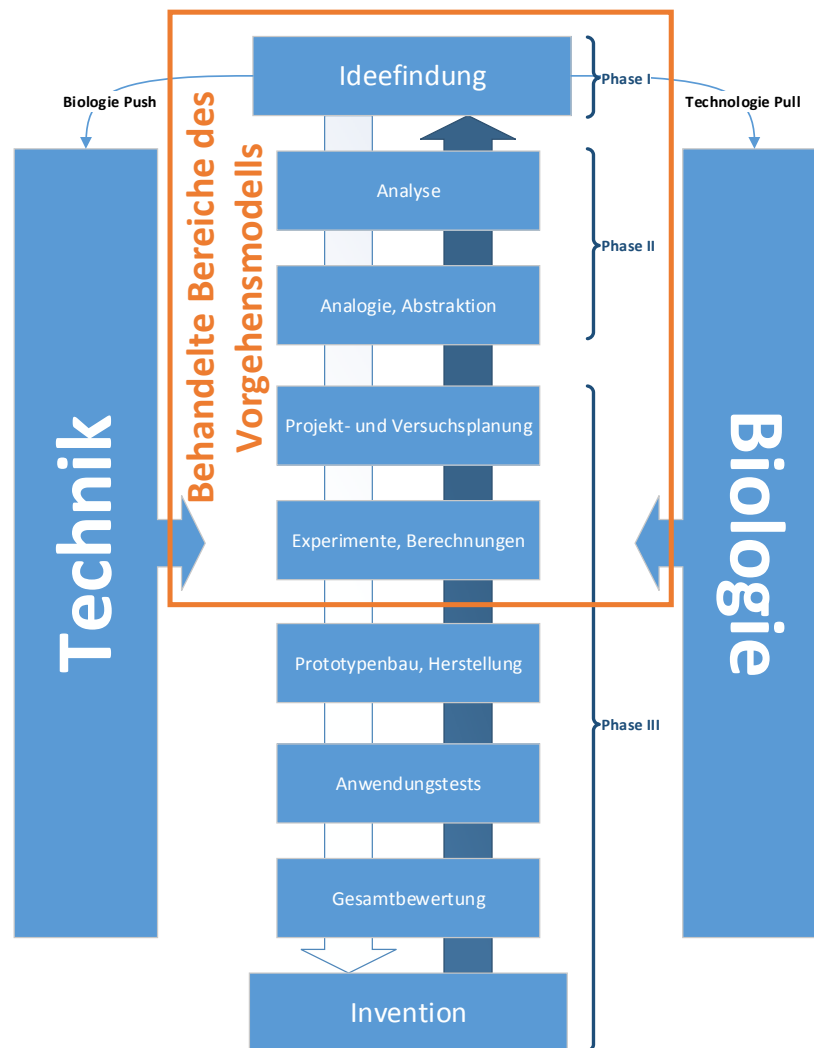 Ideefindung
Phase I
Biologie Push
Technologie Pull
Behandelte Bereiche des
Vorgehensmodells
Analyse
Phase II
Analogie, Abstraktion
Projekt- und Versuchsplanung
Technik
Biologie
Experimente, Berechnungen
Prototypenbau, Herstellung
Phase III
Anwendungstests
Gesamtbewertung
Invention